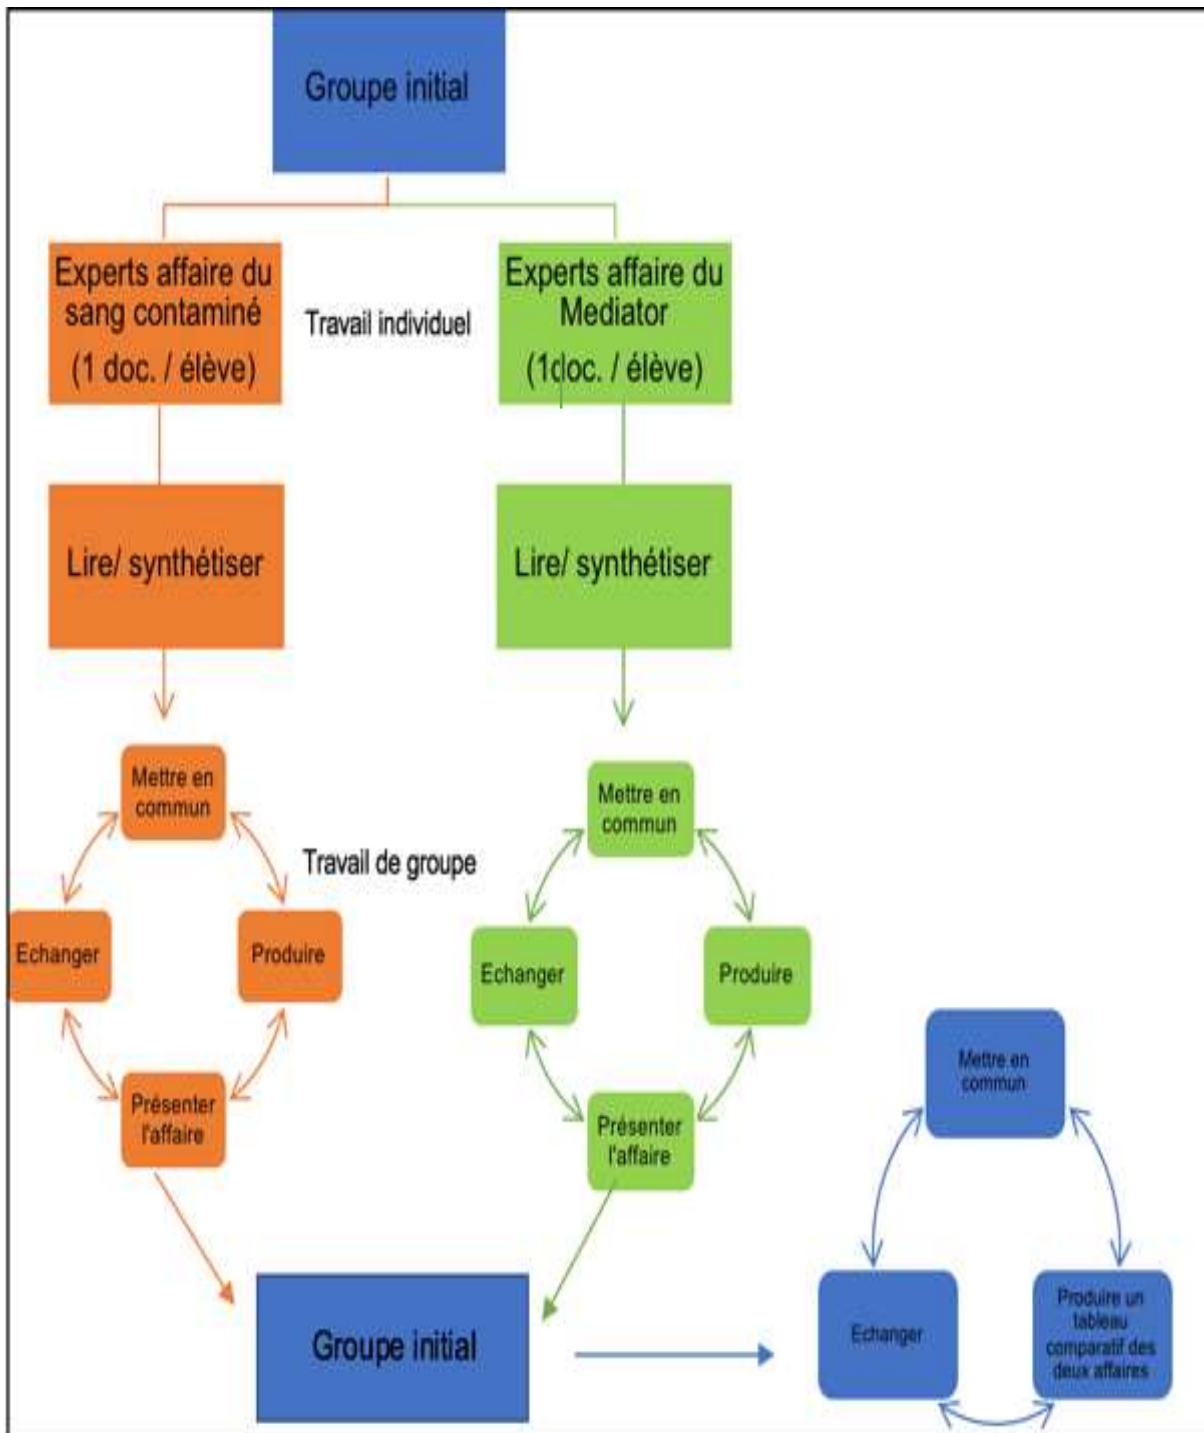 Groupe initial
Experts affaire du
sang contaminé
(1 doc. / élève)
Travail individuel
Experts affaire du
Mediator
(1doc. / élève)
Lire/ synthétiser
Lire/ synthétiser
Mettre en
commun
Echanger
Produire
Présenter
l'affaire
Travail de groupe
Mettre en
commun
Echanger
Produire
Présenter
l'affaire
Groupe initial
Mettre en
commun
Echanger
Produire un
tableau
comparatif des
deux affaires